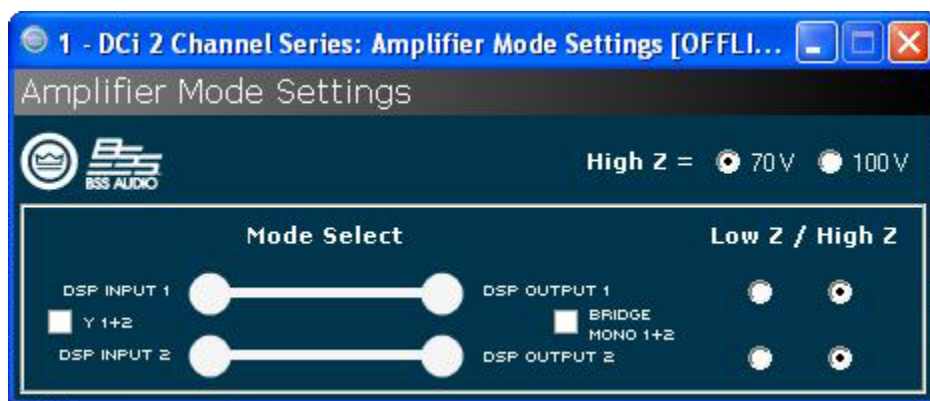 1 - DCi 2 Channel Series: Amplifier Mode Settings [OFFLI...
Amplifier Mode Settings
BSS AUDIO
High Z = 70V 100V
Mode Select Low Z / High Z
DSP INPUT 1 DSP OUTPUT 1
Y 1+2 BRIDGE
MONO 1+2
DSP INPUT 2 DSP OUTPUT 2